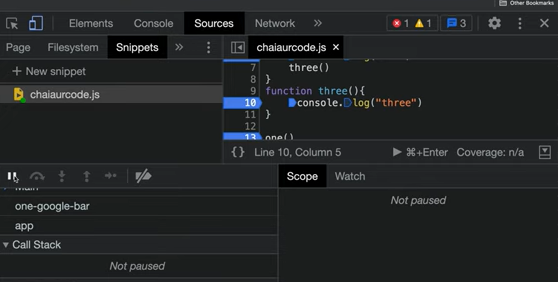 Other Bookmarks
Elements Console Sources Network » 1 1 3
Page Filesystem Snippets » chaiaurcode.js ×
+ New snippet
chaiaurcode.js
7 three()
8 }
9 function three(){
10 console.log("three")
11 }
12
13 one()
{} Line 10, Column 5 ⌘+Enter Coverage: n/a
Scope Watch
Main
one-google-bar
app
Call Stack
Not paused
Not paused